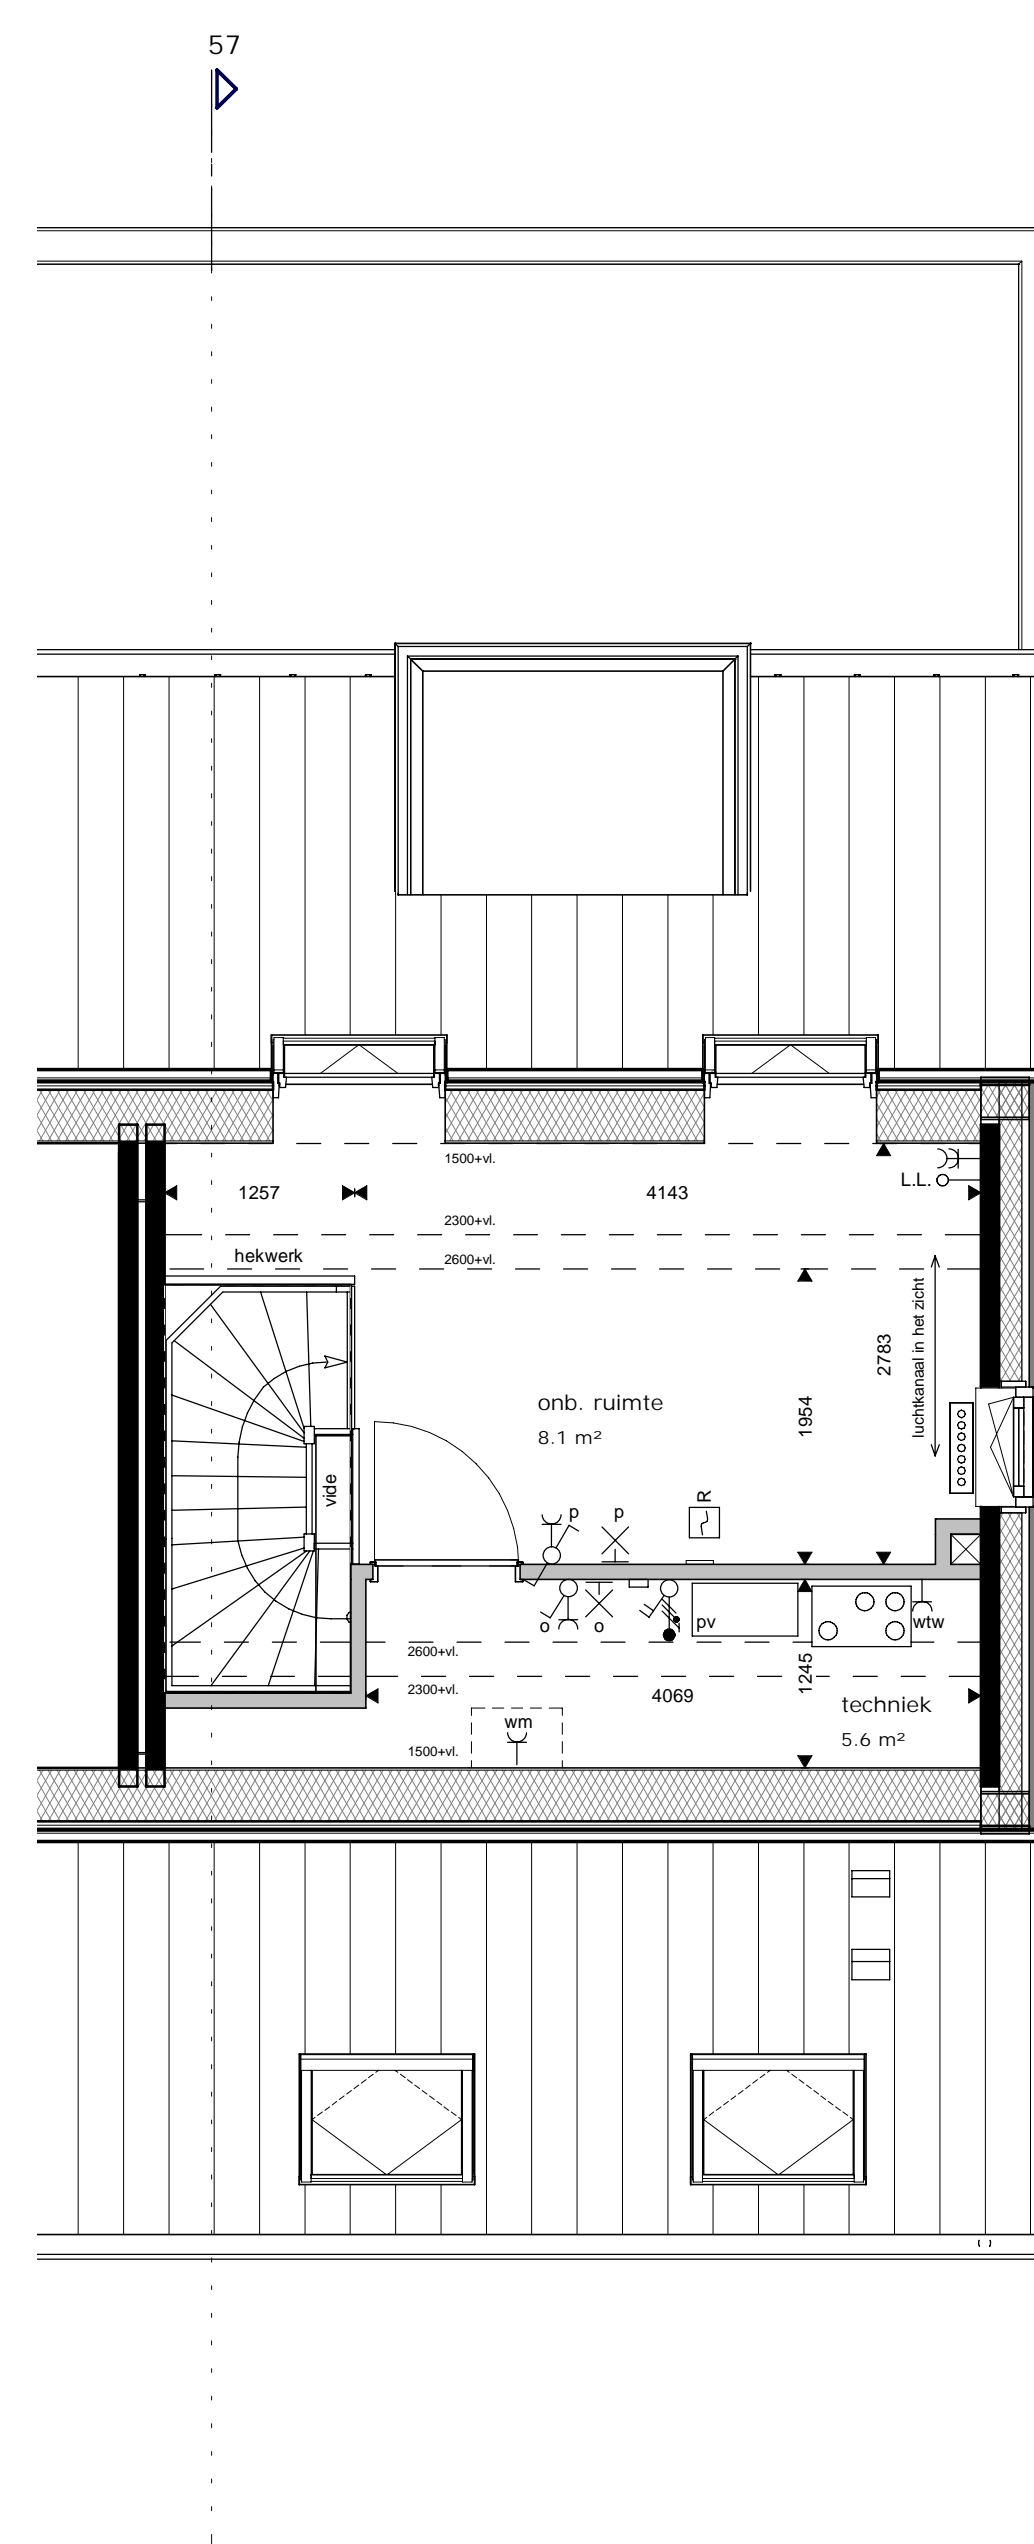 57
1500+vl.
L.L.
1257
4143
2300+vl.
hekwerk
2600+vl.
luchtkanaal in het zicht
2783
1954
onb. ruimte
8.1 m²
vide
R
p
p
o
o
pv
wtw
2600+vl.
1245
2300+vl.
4069
techniek
5.6 m²
wm
1500+vl.